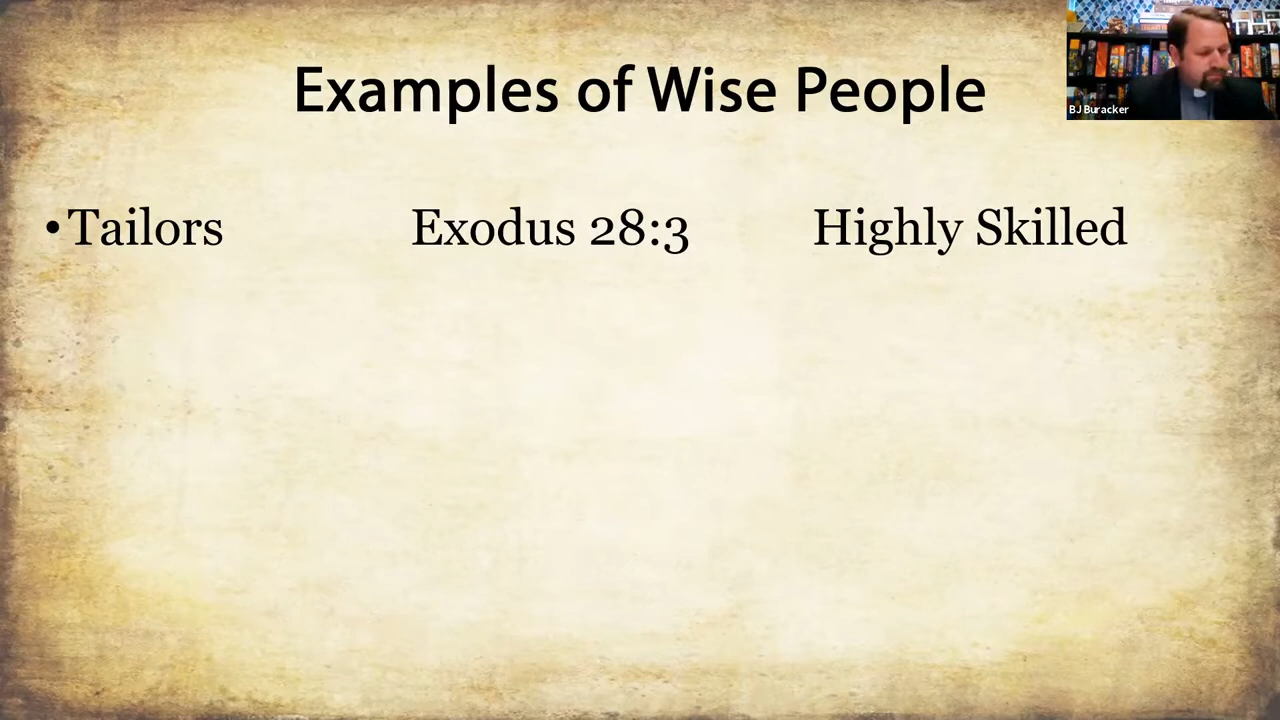 Examples of Wise People
BJ Buracker
• Tailors Exodus 28:3 Highly Skilled